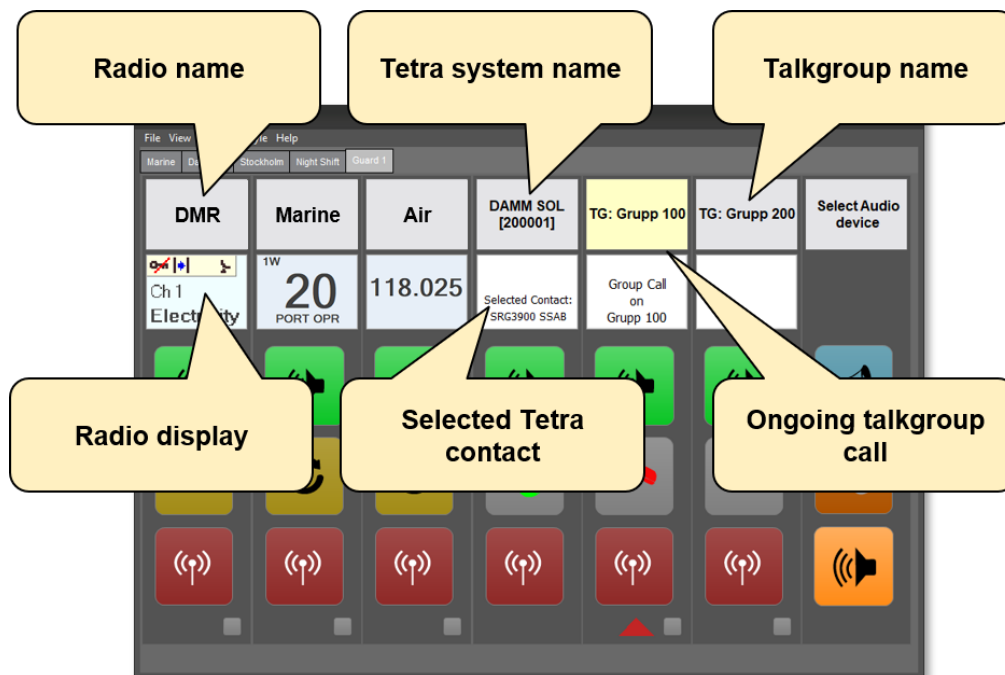 Radio name
Tetra system name
Talkgroup name
File View Help
Marine
Stockholm
Night Shift
Guard 1
DMR
Marine
Air
DAMM SOL
[200001]
TG: Grupp 100
TG: Grupp 200
Select Audio
device
Ch 1
Electricity
1W
20
PORT OPR
118.025
Selected Contact:
SRG3900 SSAB
Group Call
on
Grupp 100
Radio display
Selected Tetra
contact
Ongoing talkgroup
call